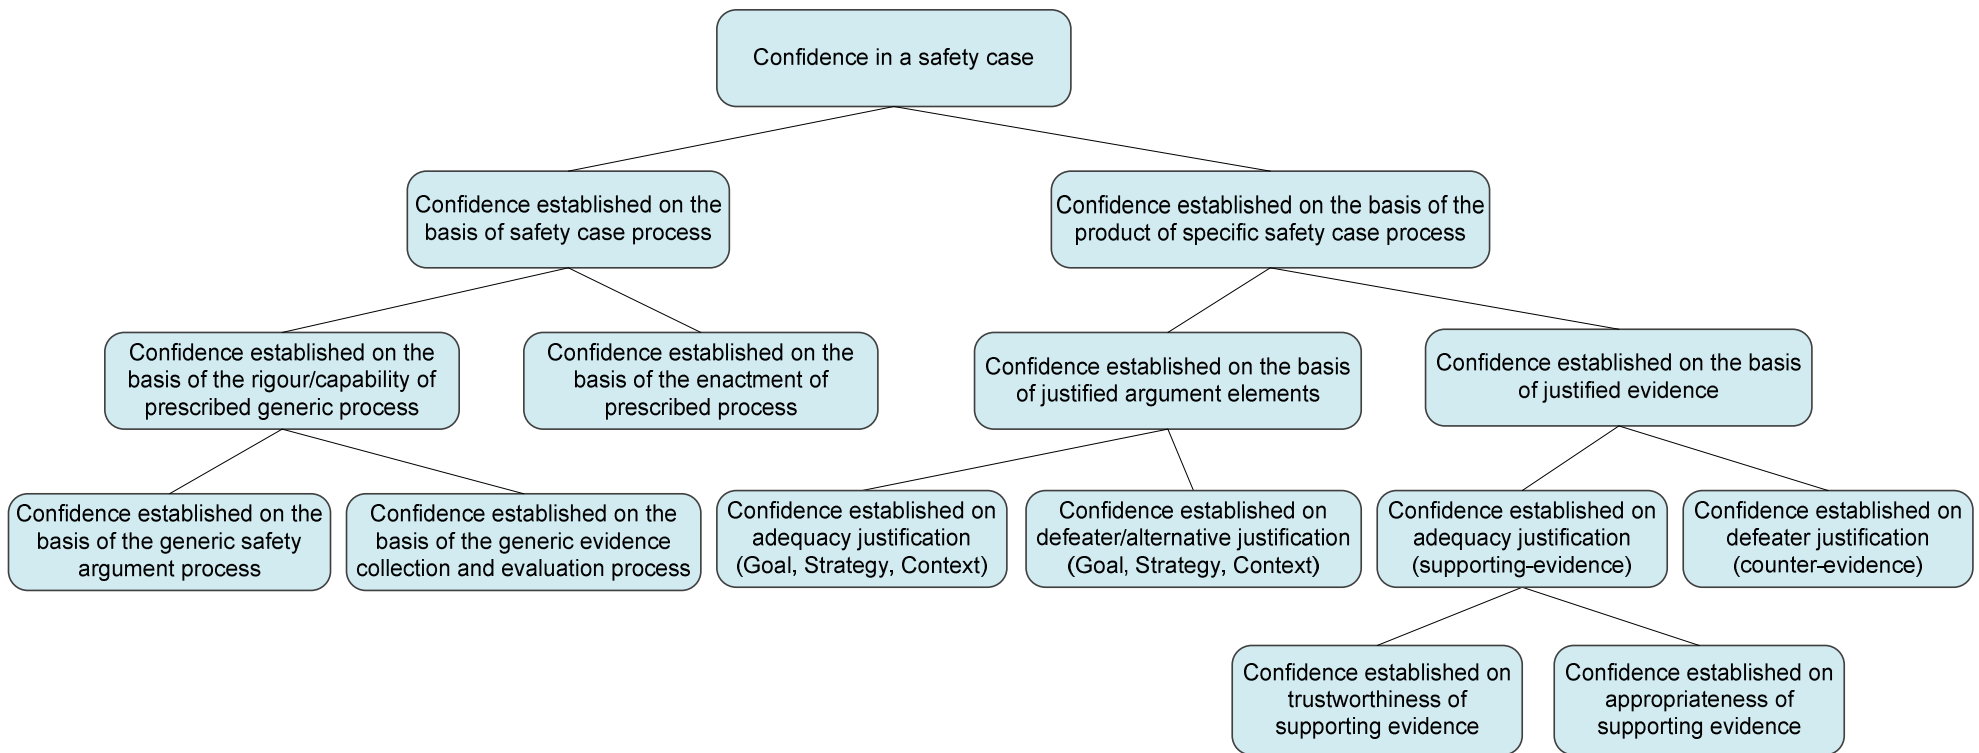 Confidence in a safety case
Confidence established on the
basis of safety case process
Confidence established on the basis of the
product of specific safety case process
Confidence established on the
basis of the rigour/capability of
prescribed generic process
Confidence established on the
basis of the enactment of
prescribed process
Confidence established on the basis
of justified argument elements
Confidence established on the basis
of justified evidence
Confidence established on the
basis of the generic safety
argument process
Confidence established on the
basis of the generic evidence
collection and evaluation process
Confidence established on
adequacy justification
(Goal, Strategy, Context)
Confidence established on
defeater/alternative justification
(Goal, Strategy, Context)
Confidence established on
adequacy justification
(supporting-evidence)
Confidence established on
defeater justification
(counter-evidence)
Confidence established on
trustworthiness of
supporting evidence
Confidence established on
appropriateness of
supporting evidence